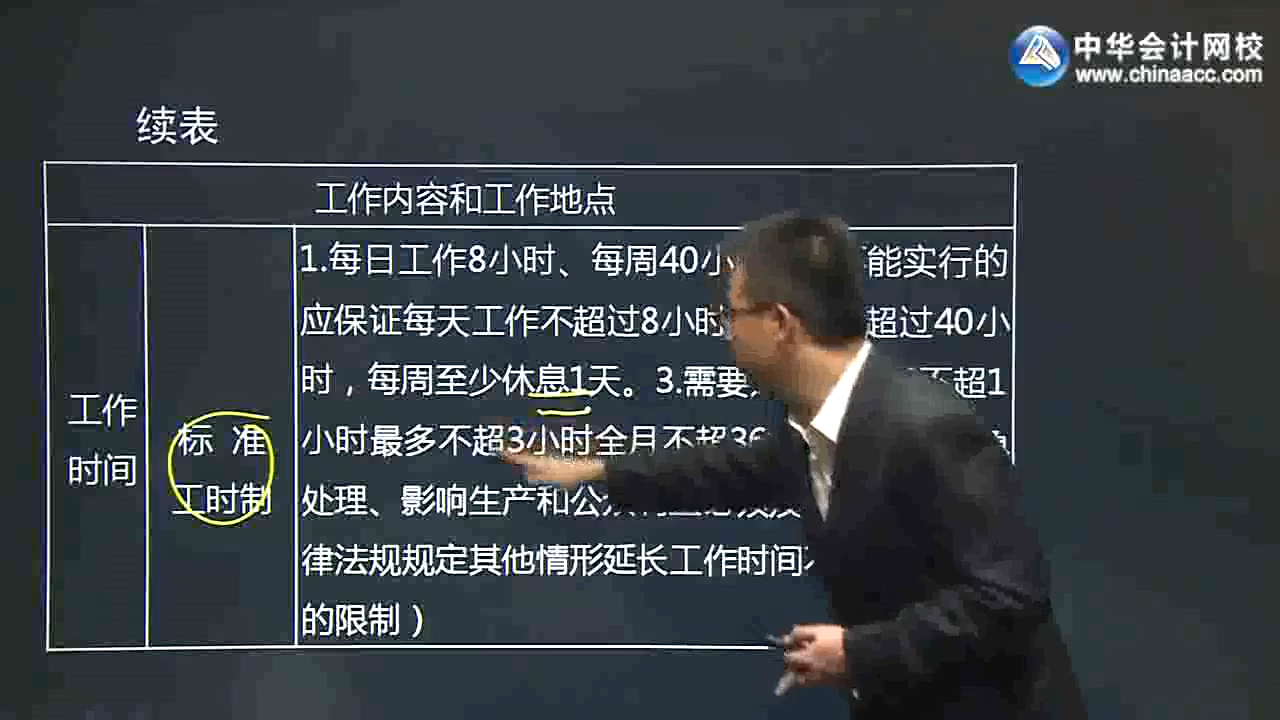 中华会计网校
www.chinaacc.com
续表
工作内容和工作地点
工作
时间
标 准
工时制
1.每日工作8小时、每周40小 能实行的
应保证每天工作不超过8小时 超过40小
时，每周至少休息1天。3.需要 不超1
小时最多不超3小时全月不超36
处理、影响生产和公众
律法规规定其他情形延长工作时间不
的限制）